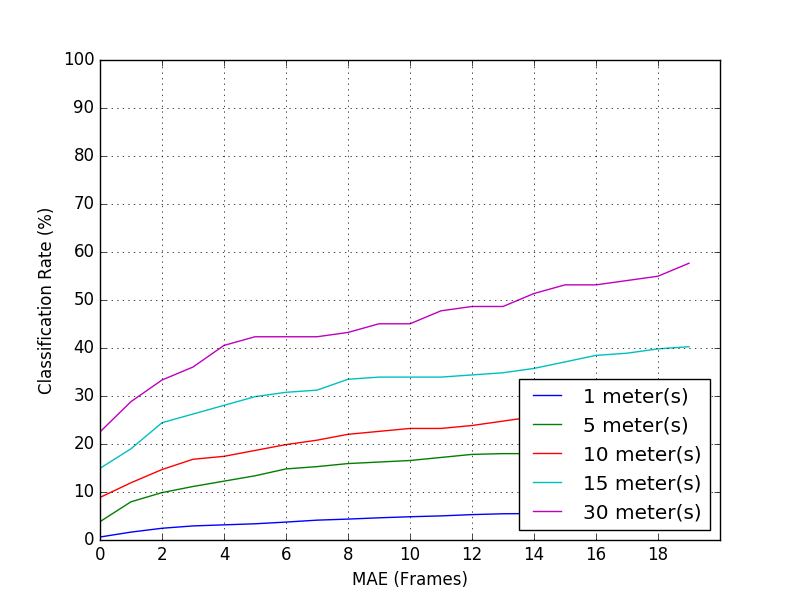 100
90
80
70
60
50
40
30
20
10
0
Classification Rate (%)
1 meter(s)
5 meter(s)
10 meter(s)
15 meter(s)
30 meter(s)
0 2 4 6 8 10 12 14 16 18
MAE (Frames)